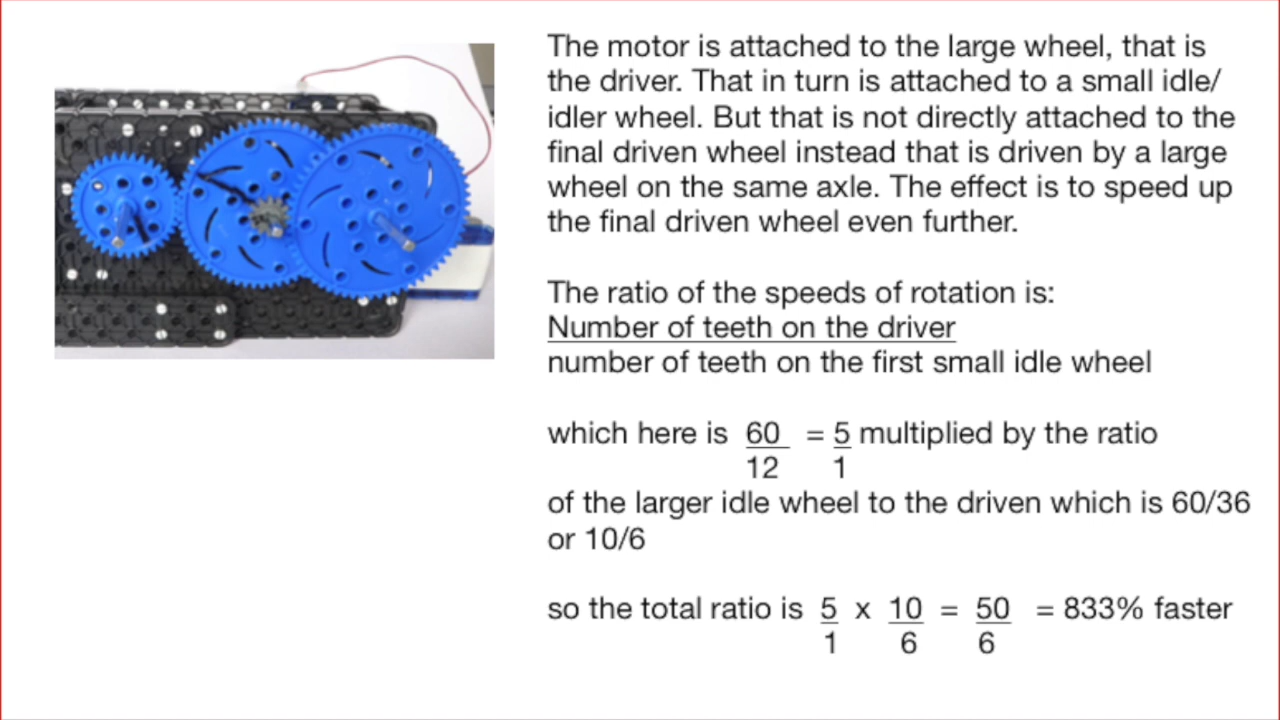 The motor is attached to the large wheel, that is
the driver. That in turn is attached to a small idle/
idler wheel. But that is not directly attached to the
final driven wheel instead that is driven by a large
wheel on the same axle. The effect is to speed up
the final driven wheel even further.
The ratio of the speeds of rotation is:
Number of teeth on the driver
number of teeth on the first small idle wheel
which here is 60 = 5 multiplied by the ratio
12 1
of the larger idle wheel to the driven which is 60/36
or 10/6
so the total ratio is 5 x 10 = 50 = 833% faster
1 6 6